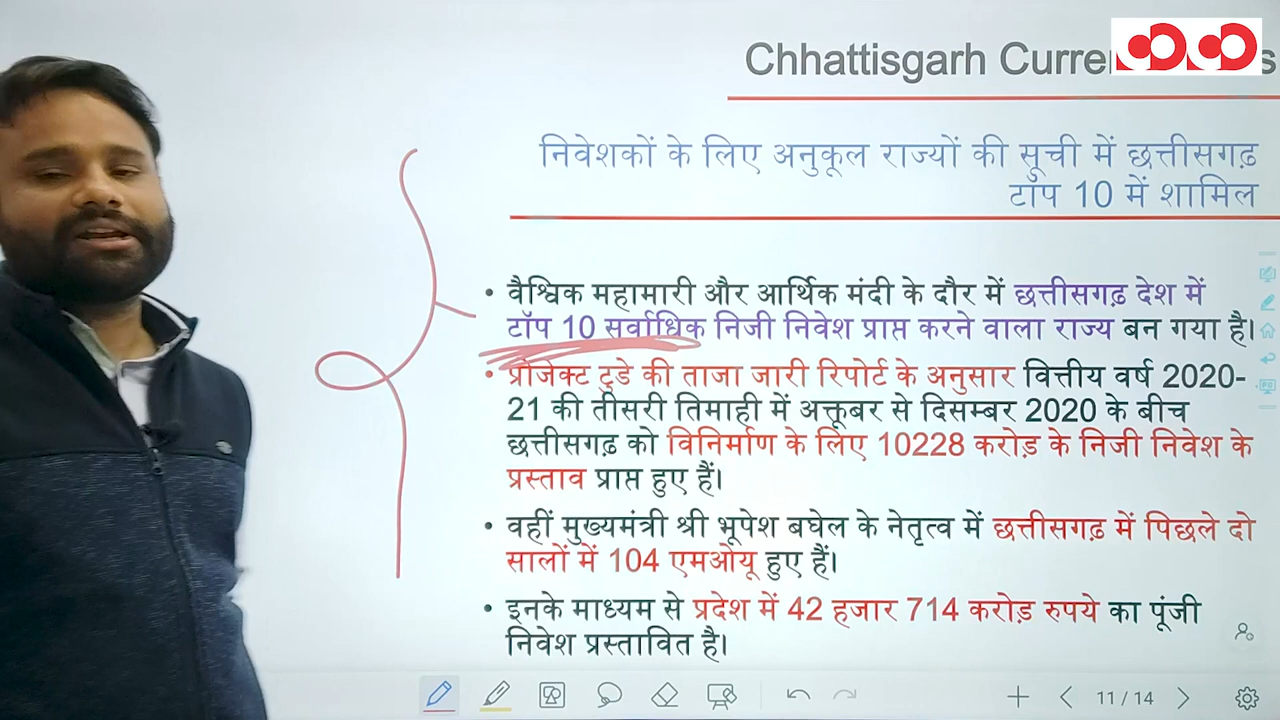 Chhattisgarh Curre
निवेशकों के लिए अनुकूल राज्यों की सूची में छत्तीसगढ़
टॉप 10 में शामिल
• वैश्विक महामारी और आर्थिक मंदी के दौर में छत्तीसगढ़ देश में
टॉप 10 सर्वाधिक निजी निवेश प्राप्त करने वाला राज्य बन गया है।
• प्रोजेक्ट टुडे की ताजा जारी रिपोर्ट के अनुसार वित्तीय वर्ष 2020-
21 की तीसरी तिमाही में अक्तूबर से दिसम्बर 2020 के बीच
छत्तीसगढ़ को विनिर्माण के लिए 10228 करोड़ के निजी निवेश के
प्रस्ताव प्राप्त हुए हैं।
• वहीं मुख्यमंत्री श्री भूपेश बघेल के नेतृत्व में छत्तीसगढ़ में पिछले दो
सालों में 104 एमओयू हुए हैं।
• इनके माध्यम से प्रदेश में 42 हजार 714 करोड़ रुपये का पूंजी
निवेश प्रस्तावित है।
11 / 14